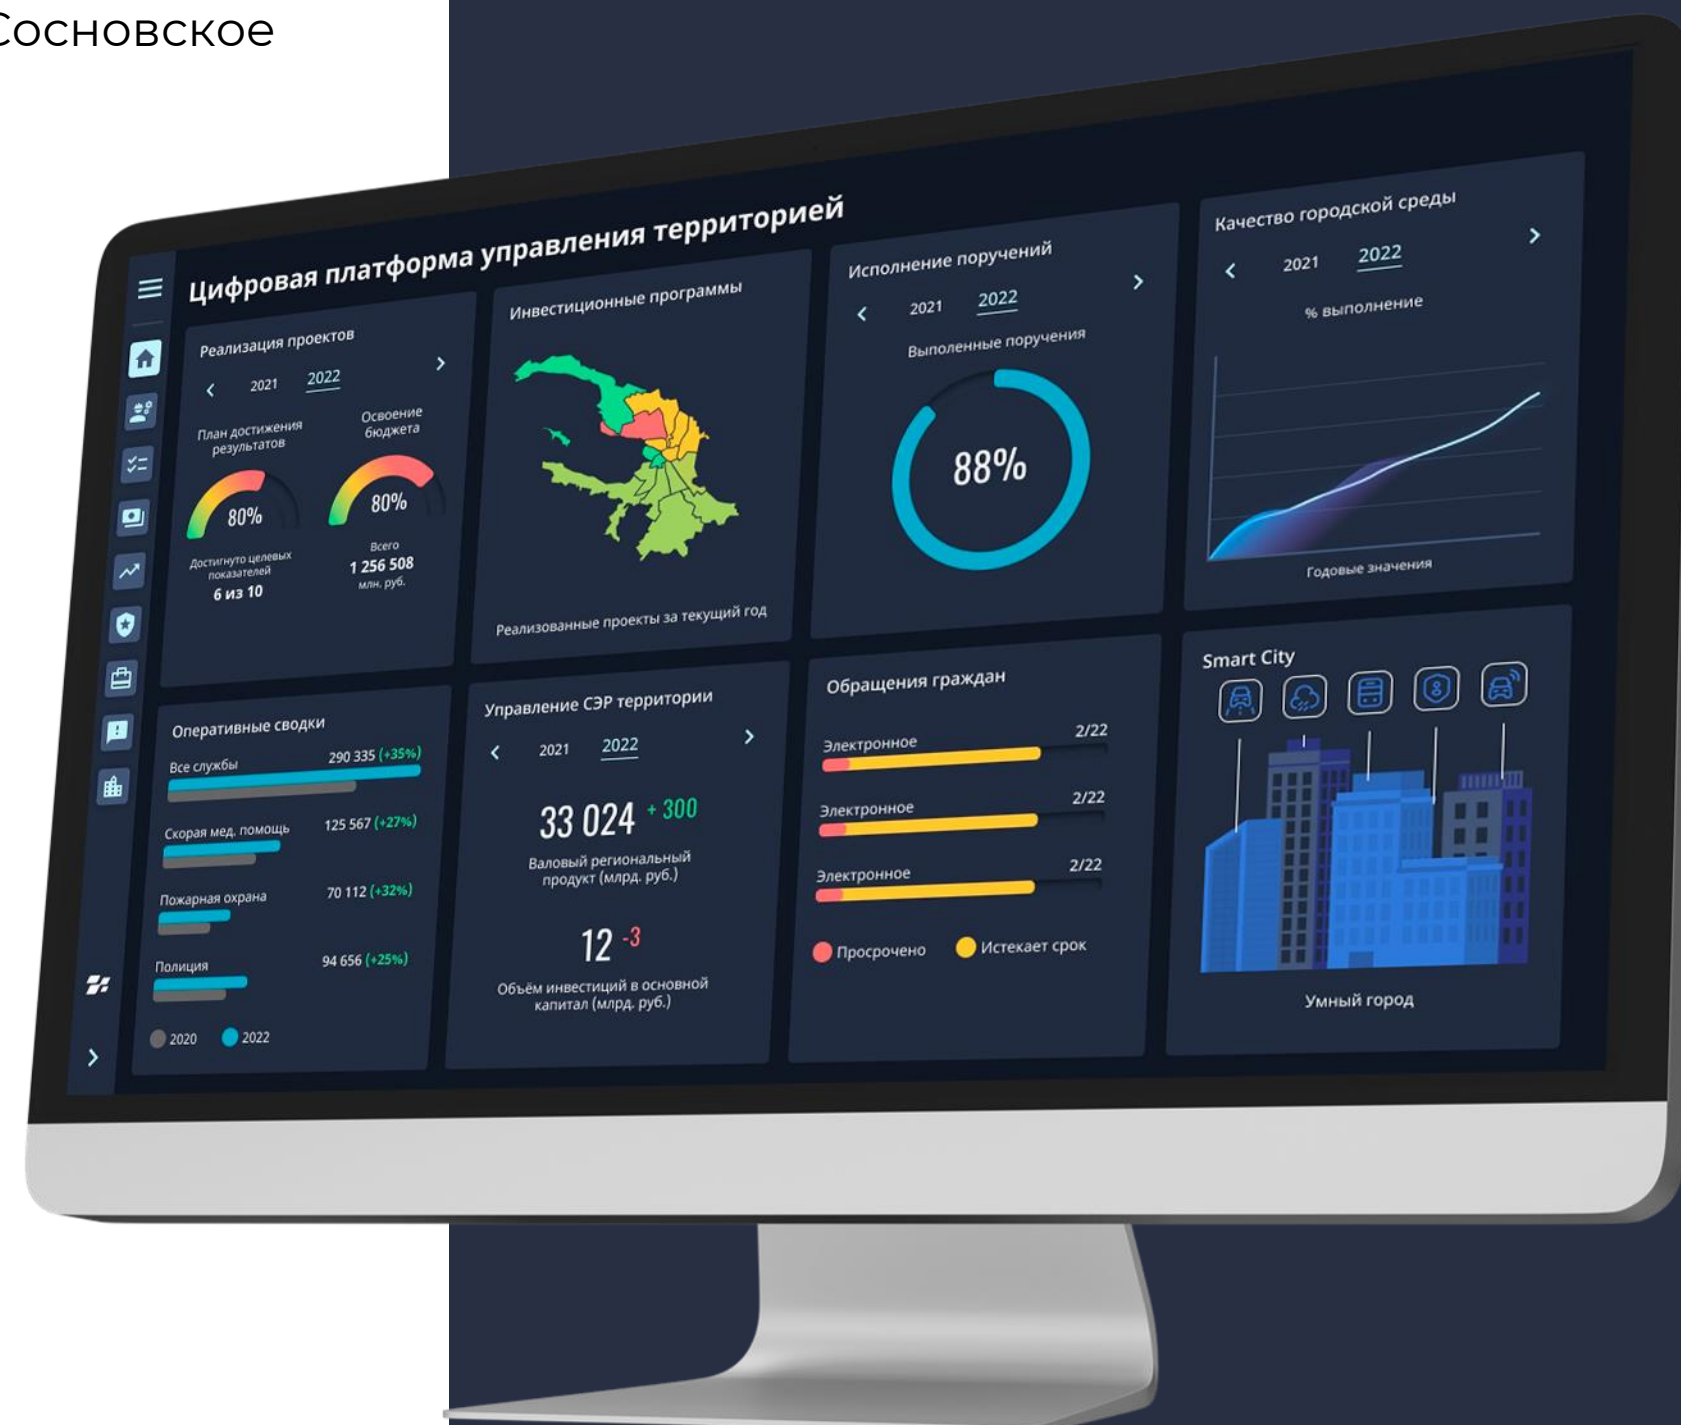 Сосновское
Цифровая платформа управления территорией
Реализация проектов
2021 2022
План достижения
результатов
80%
Достигнуто целевых
показателей
6 из 10
Освоение
бюджета
80%
Всего
1 256 508
млн. руб.
Инвестиционные программы
Реализованные проекты за текущий год
Исполнение поручений
2021 2022
Выполенные поручения
88%
Качество городской среды
2021 2022
% выполнение
Годовые значения
Оперативные сводки
Все службы 290 335 (+35%)
Скорая мед. помощь 125 567 (+27%)
Пожарная охрана 70 112 (+32%)
Полиция 94 656 (+25%)
2020 2022
Управление СЭР территории
2021 2022
33 024 + 300
Валовый региональный
продукт (млрд. руб.)
12 -3
Объём инвестиций в основной
капитал (млрд. руб.)
Обращения граждан
Электронное 2/22
Электронное 2/22
Электронное 2/22
Просрочено Истекает срок
Smart City
Умный город